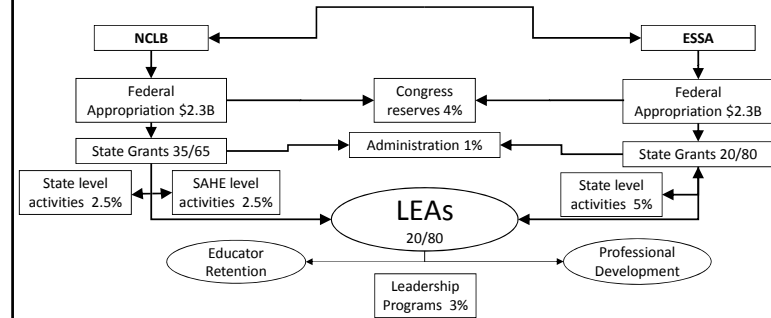 NCLB
ESSA
Federal
Appropriation $2.3B
Congress
reserves 4%
Federal
Appropriation $2.3B
State Grants 35/65
Administration 1%
State Grants 20/80
State level
activities 2.5%
SAHE level
activities 2.5%
LEAs
20/80
State level
activities 5%
Educator
Retention
Professional
Development
Leadership
Programs 3%